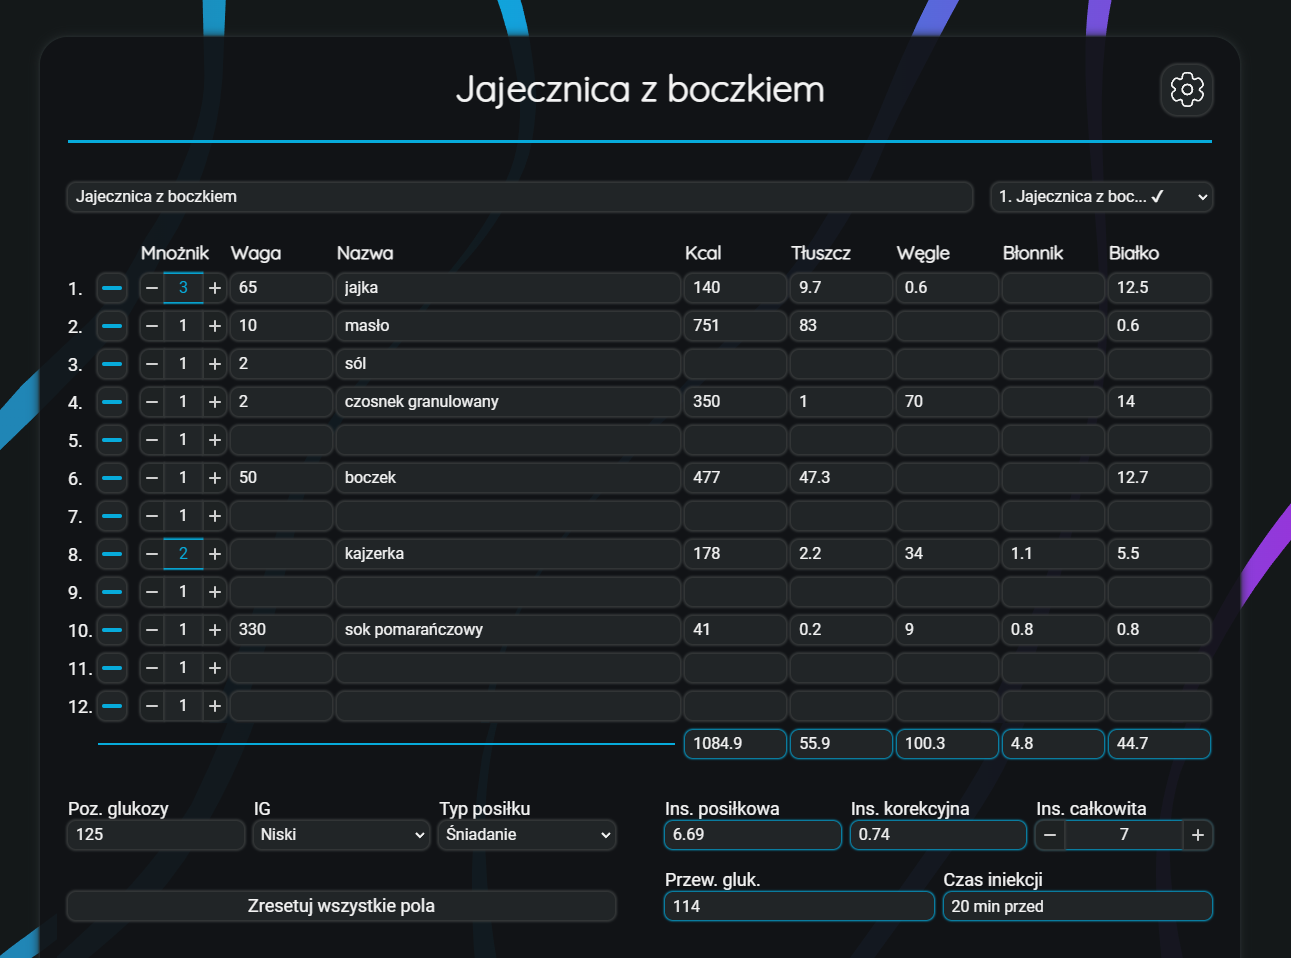 Jajecznica z boczkiem
Jajecznica z boczkiem 1. Jajecznica z boc... ✓
Mnożnik Waga Nazwa Kcal Tłuszcz Węgle Błonnik Białko
1. − 3 + 65 jajka 140 9.7 0.6 12.5
2. − 1 + 10 masło 751 83 0.6
3. − 1 + 2 sól
4. − 1 + 2 czosnek granulowany 350 1 70 14
5. − 1 +
6. − 1 + 50 boczek 477 47.3 12.7
7. − 1 +
8. − 2 + kajzerka 178 2.2 34 1.1 5.5
9. − 1 +
10. − 1 + 330 sok pomarańczowy 41 0.2 9 0.8 0.8
11. − 1 +
12. − 1 +
1084.9 55.9 100.3 4.8 44.7
Poz. glukozy IG Typ posiłku Ins. posiłkowa Ins. korekcyjna Ins. całkowita
125 Niski Śniadanie 6.69 0.74 − 7 +
Przew. gluk. Czas iniekcji
Zresetuj wszystkie pola 114 20 min przed